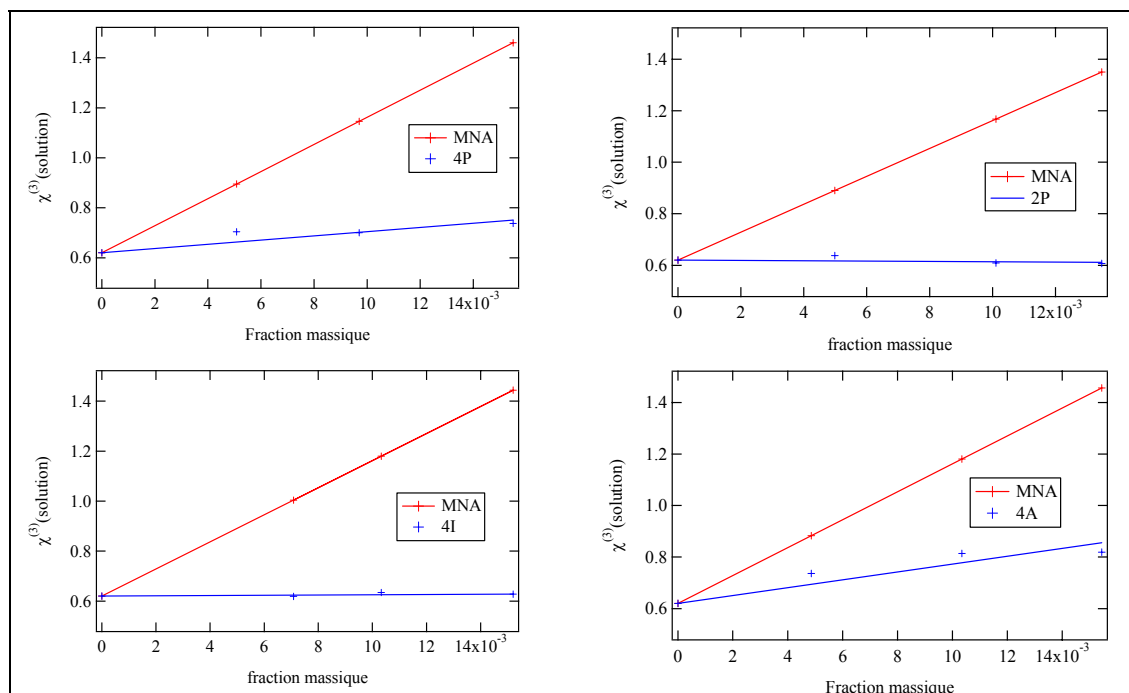 1.4
1.2
1.0
0.8
0.6
χ⁽³⁾(solution)
MNA
4P
0 2 4 6 8 10 12 14x10⁻³
Fraction massique
1.4
1.2
1.0
0.8
0.6
χ⁽³⁾(solution)
MNA
2P
0 2 4 6 8 10 12x10⁻³
fraction massique
1.4
1.2
1.0
0.8
0.6
χ⁽³⁾(solution)
MNA
4I
0 2 4 6 8 10 12 14x10⁻³
fraction massique
1.4
1.2
1.0
0.8
0.6
χ⁽³⁾(solution)
MNA
4A
0 2 4 6 8 10 12 14x10⁻³
Fraction massique